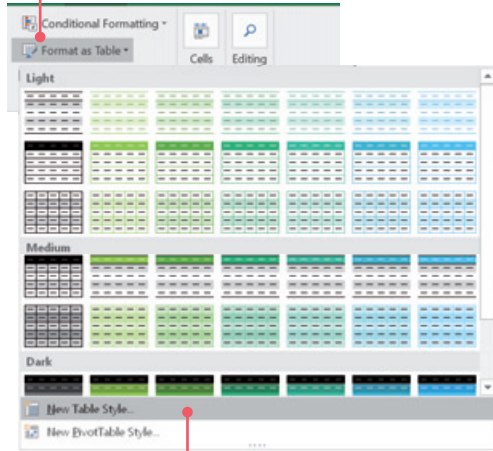 Conditional Formatting
Format as Table
Cells Editing
Light
Medium
Dark
New Table Style...
New PivotTable Style...